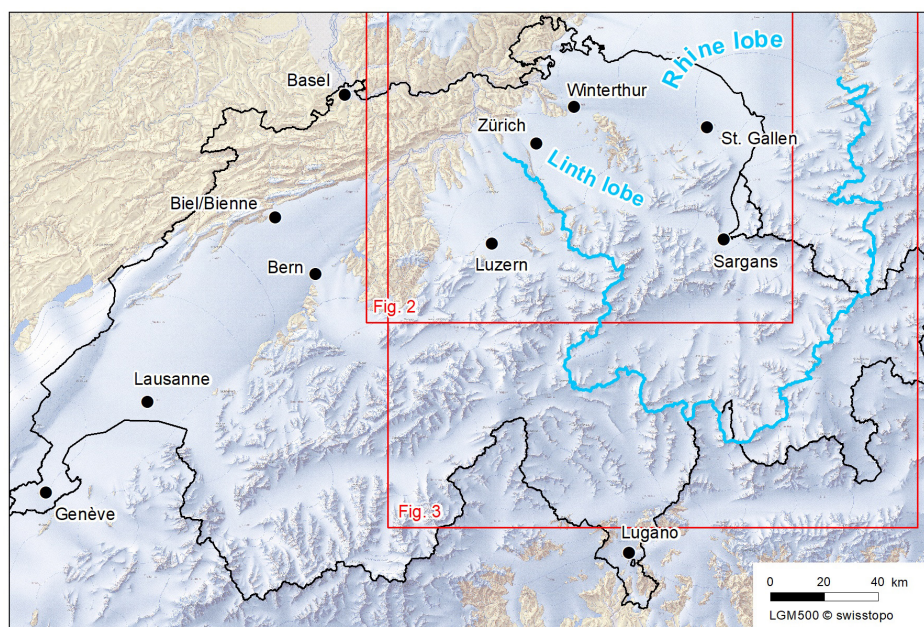 Rhine lobe
Basel
Winterthur
Zürich
St. Gallen
Linth lobe
Biel/Bienne
Luzern
Sargans
Bern
Fig. 2
Lausanne
Genève
Fig. 3
Lugano
0 20 40 km
LGM500 © swisstopo